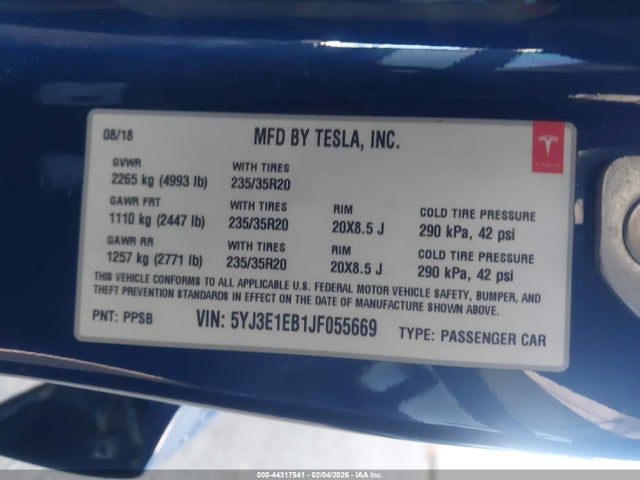 08/18 MFD BY TESLA, INC.
TESLA
GVWR WITH TIRES
2265 kg (4993 lb) 235/35R20
GAWR FRT WITH TIRES RIM COLD TIRE PRESSURE
1110 kg (2447 lb) 235/35R20 20X8.5 J 290 kPa, 42 psi
GAWR RR WITH TIRES RIM COLD TIRE PRESSURE
1257 kg (2771 lb) 235/35R20 20X8.5 J 290 kPa, 42 psi
THIS VEHICLE CONFORMS TO ALL APPLICABLE U.S. FEDERAL MOTOR VEHICLE SAFETY, BUMPER, AND
THEFT PREVENTION STANDARDS IN EFFECT ON THE DATE OF MANUFACTURE SHOWN ABOVE.
PNT: PPSB VIN: 5YJ3E1EB1JF055669 TYPE: PASSENGER CAR
000-44317541 - 02/04/2026 - IAAI.com